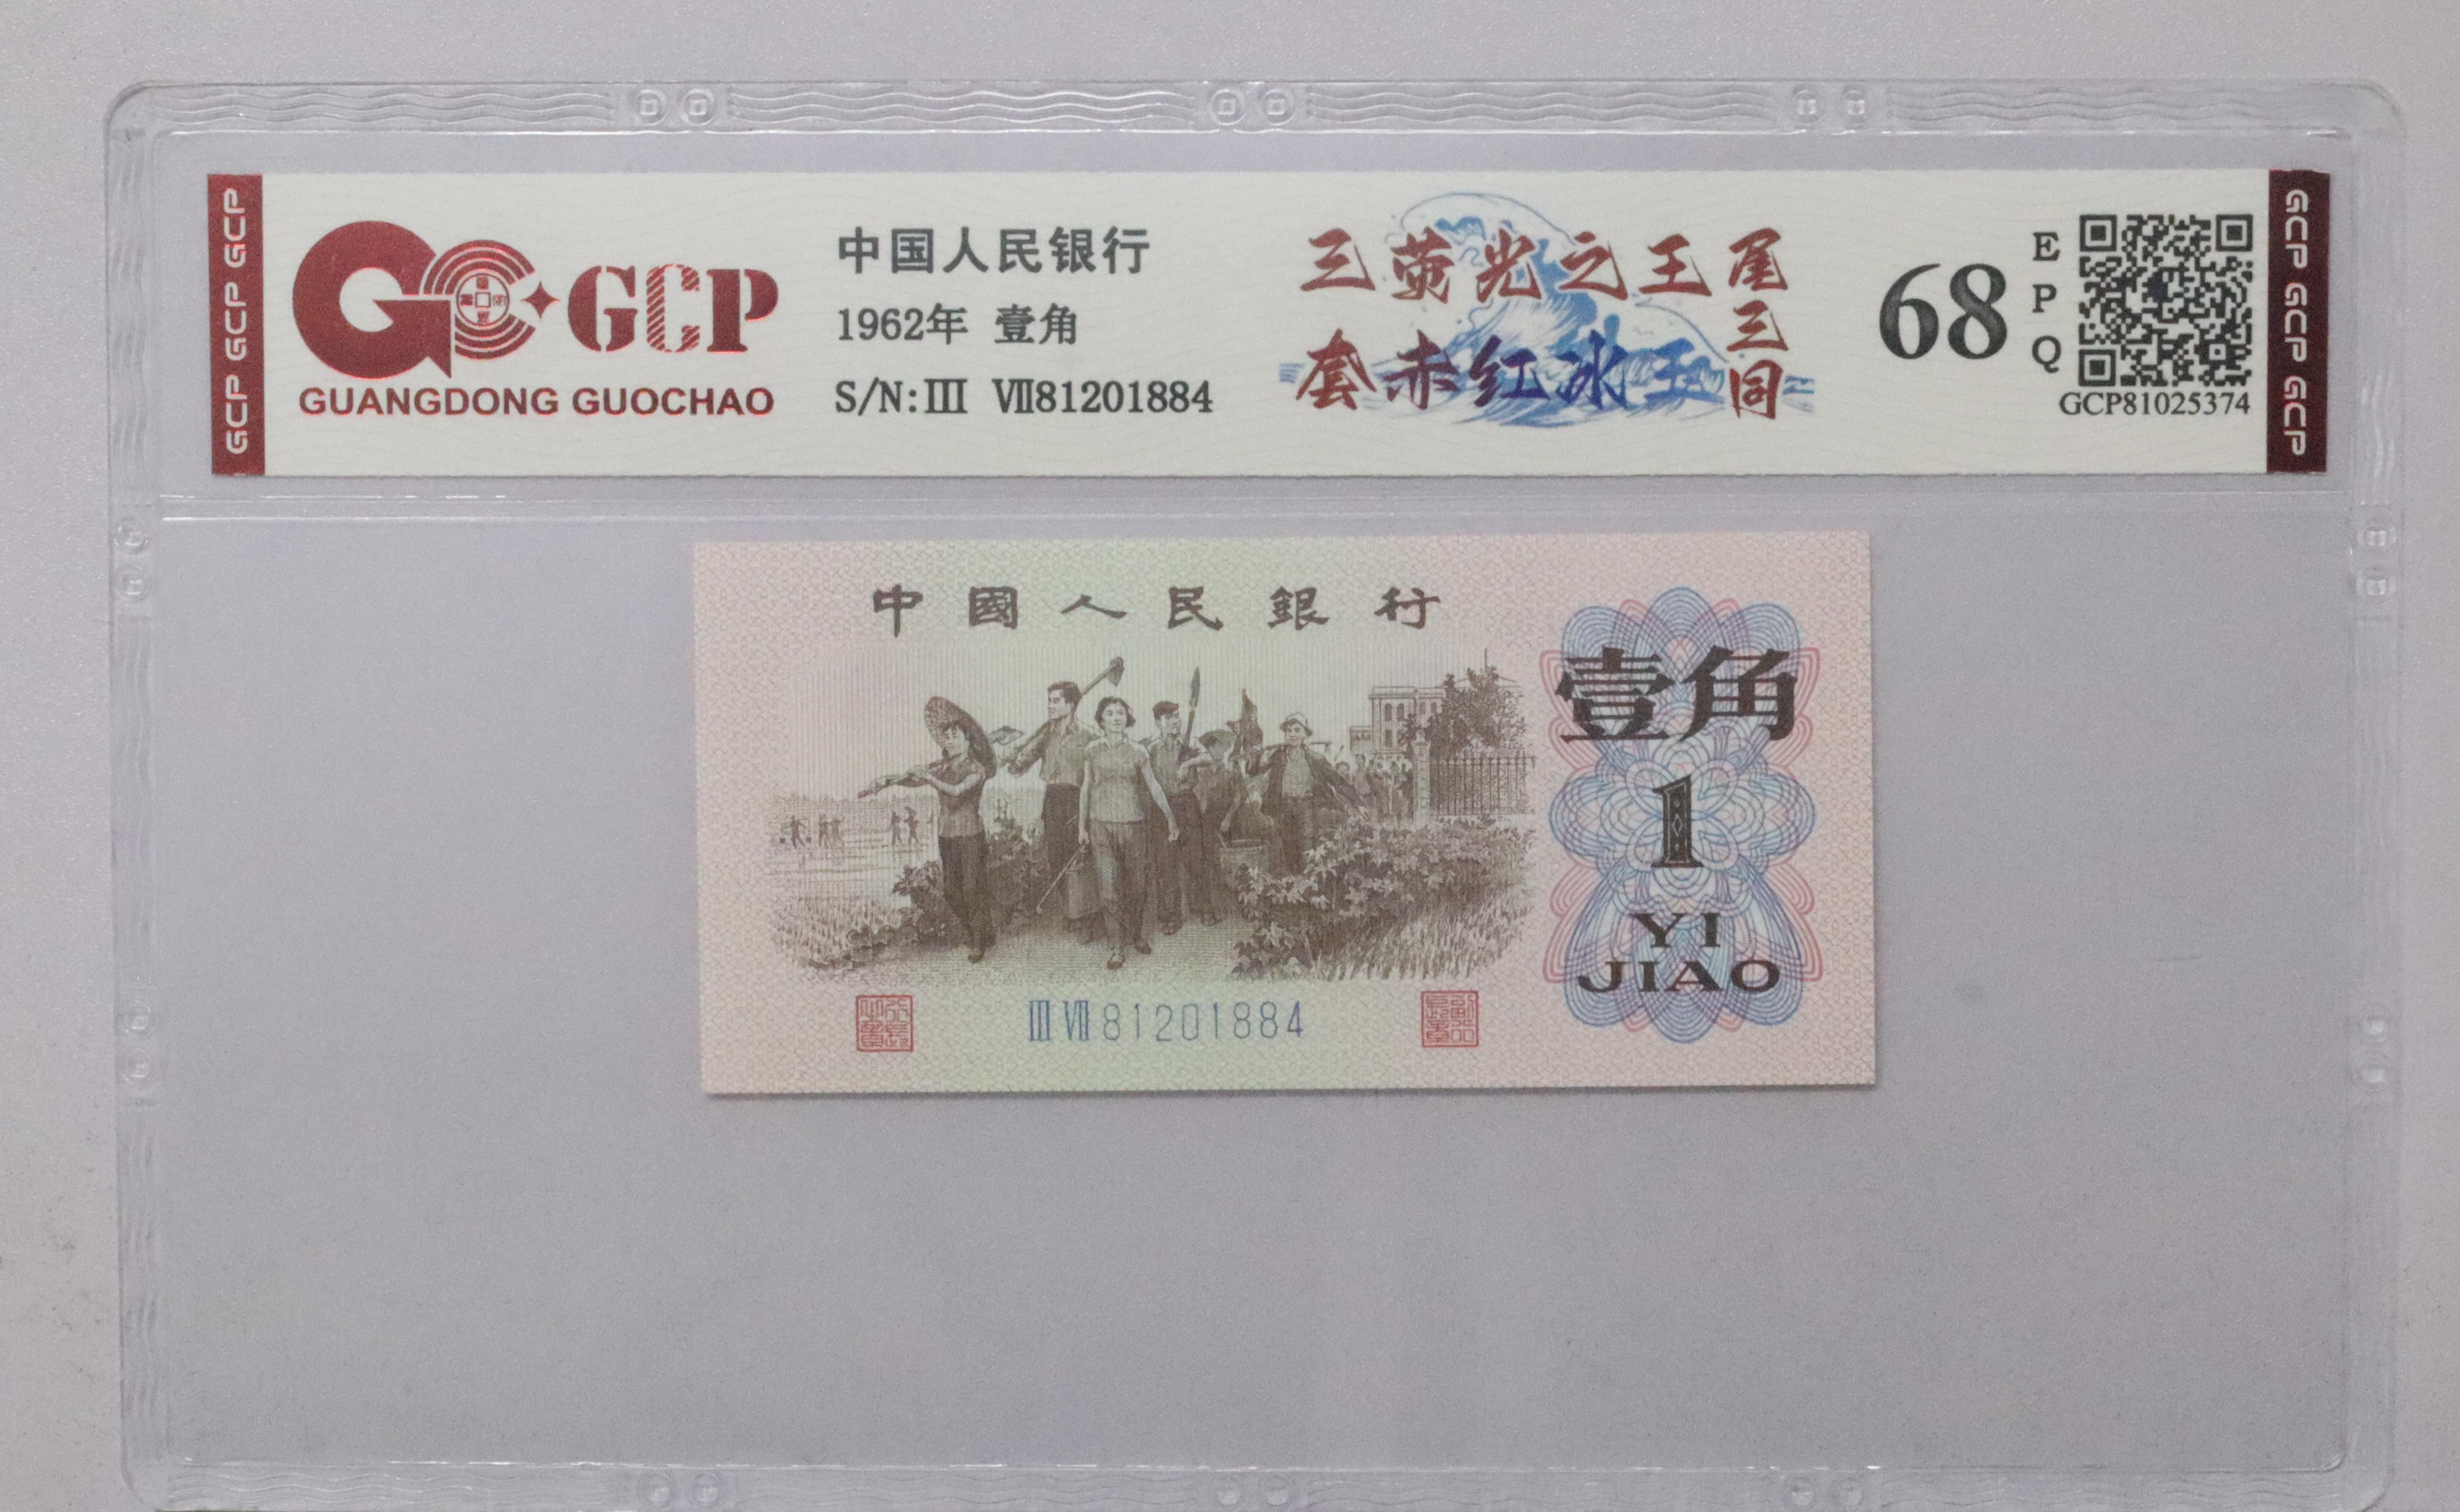 GCP GCP GCP
GCP
GUANGDONG GUOCHAO
中国人民银行
1962年 壹角
S/N:Ⅲ Ⅶ81201884
三荧光之王
套赤红冰玉
尾三同
68
EPQ
GCP81025374
GCP GCP GCP
中國人民銀行
壹角
1
YI
JIAO
Ⅲ Ⅶ 81201884